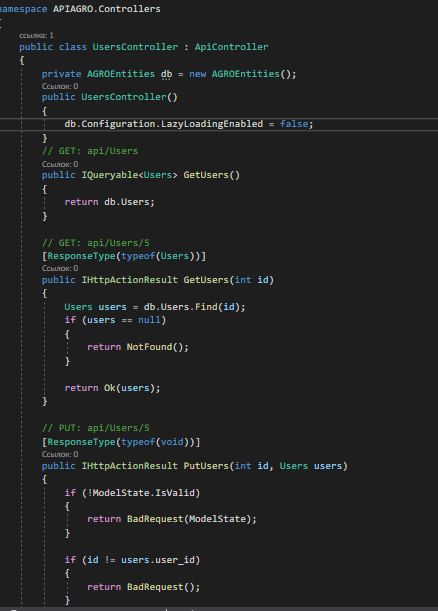 namespace APIAGRO.Controllers
{
ссылка: 1
public class UsersController : ApiController
{
private AGROEntities db = new AGROEntities();
Ссылок: 0
public UsersController()
{
db.Configuration.LazyLoadingEnabled = false;
}
// GET: api/Users
Ссылок: 0
public IQueryable<Users> GetUsers()
{
return db.Users;
}
// GET: api/Users/5
[ResponseType(typeof(Users))]
Ссылок: 0
public IHttpActionResult GetUsers(int id)
{
Users users = db.Users.Find(id);
if (users == null)
{
return NotFound();
}
return Ok(users);
}
// PUT: api/Users/5
[ResponseType(typeof(void))]
Ссылок: 0
public IHttpActionResult PutUsers(int id, Users users)
{
if (!ModelState.IsValid)
{
return BadRequest(ModelState);
}
if (id != users.user_id)
{
return BadRequest();
}